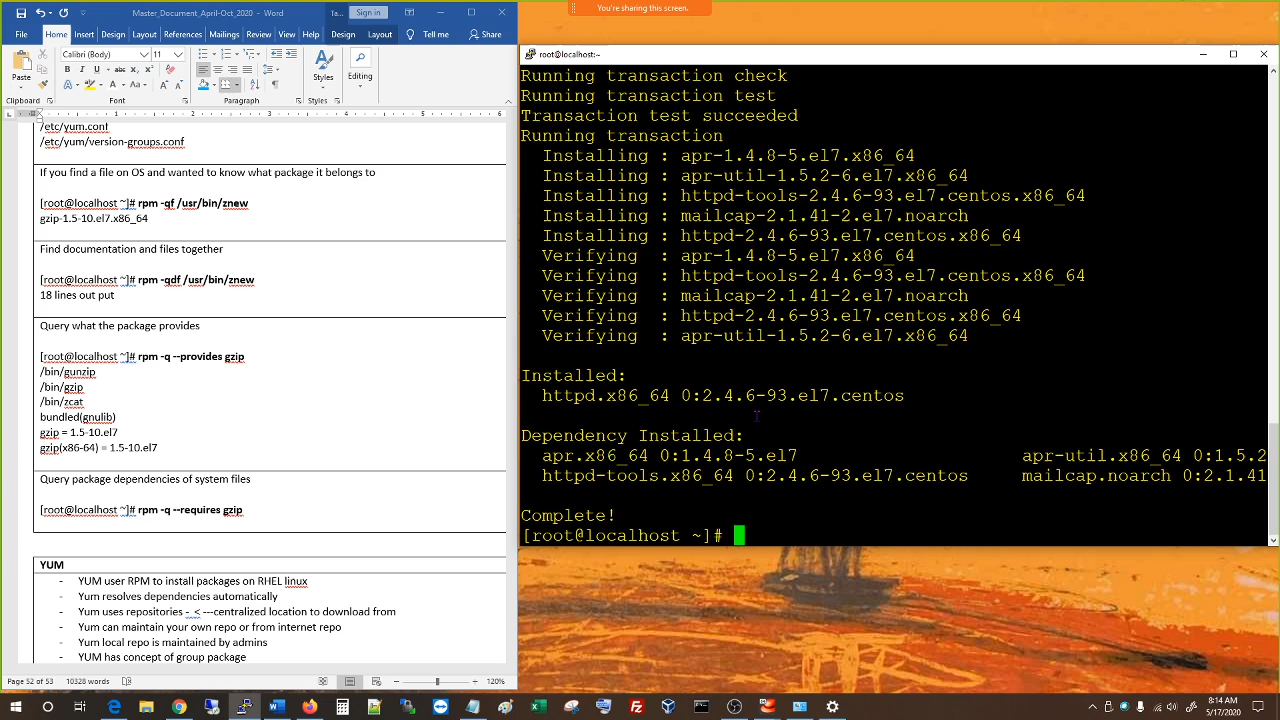 You're sharing this screen.
Master_Document_April-Oct_2020 -
Ta...
Sign in
File
Home
Insert
Design
Layout
References
Mailings
Review
View
Help
Design
Layout
Tell me
Share
Paste
Calibri (Body)
11
Styles
Editing
Clipboard
Font
Paragraph
Styles
/etc/yum.conf
/etc/yum/version-groups.conf
If you find a file on OS and wanted to know what package it belongs to
[root@localhost ~]# rpm -qf /usr/bin/znew
gzip-1.5-10.el7.x86_64
Find documentation and files together
[root@localhost ~]# rpm -qdf /usr/bin/znew
18 lines out put
Query what the package provides
[root@localhost ~]# rpm -q --provides gzip
/bin/gunzip
/bin/gzip
/bin/zcat
bundled(gnulib)
gzip = 1.5-10.el7
gzip(x86-64) = 1.5-10.el7
Query package dependencies of system files
[root@localhost ~]# rpm -q --requires gzip
YUM
- YUM user RPM to install packages on RHEL linux
- Yum resolves dependencies automatically
- Yum uses repositories - < ---centralized location to download from
- Yum can maintain your own repo or from internet repo
- Yum local repo is maintained by admins
- YUM has concept of group package
Page 52 of 53
10328 words
120%
root@localhost:~
Running transaction check
Running transaction test
Transaction test succeeded
Running transaction
Installing : apr-1.4.8-5.el7.x86_64
Installing : apr-util-1.5.2-6.el7.x86_64
Installing : httpd-tools-2.4.6-93.el7.centos.x86_64
Installing : mailcap-2.1.41-2.el7.noarch
Installing : httpd-2.4.6-93.el7.centos.x86_64
Verifying : apr-1.4.8-5.el7.x86_64
Verifying : httpd-tools-2.4.6-93.el7.centos.x86_64
Verifying : mailcap-2.1.41-2.el7.noarch
Verifying : httpd-2.4.6-93.el7.centos.x86_64
Verifying : apr-util-1.5.2-6.el7.x86_64
Installed:
httpd.x86_64 0:2.4.6-93.el7.centos
Dependency Installed:
apr.x86_64 0:1.4.8-5.el7 apr-util.x86_64 0:1.5.2
httpd-tools.x86_64 0:2.4.6-93.el7.centos mailcap.noarch 0:2.1.41
Complete!
[root@localhost ~]#
8:14 AM
5/17/2020